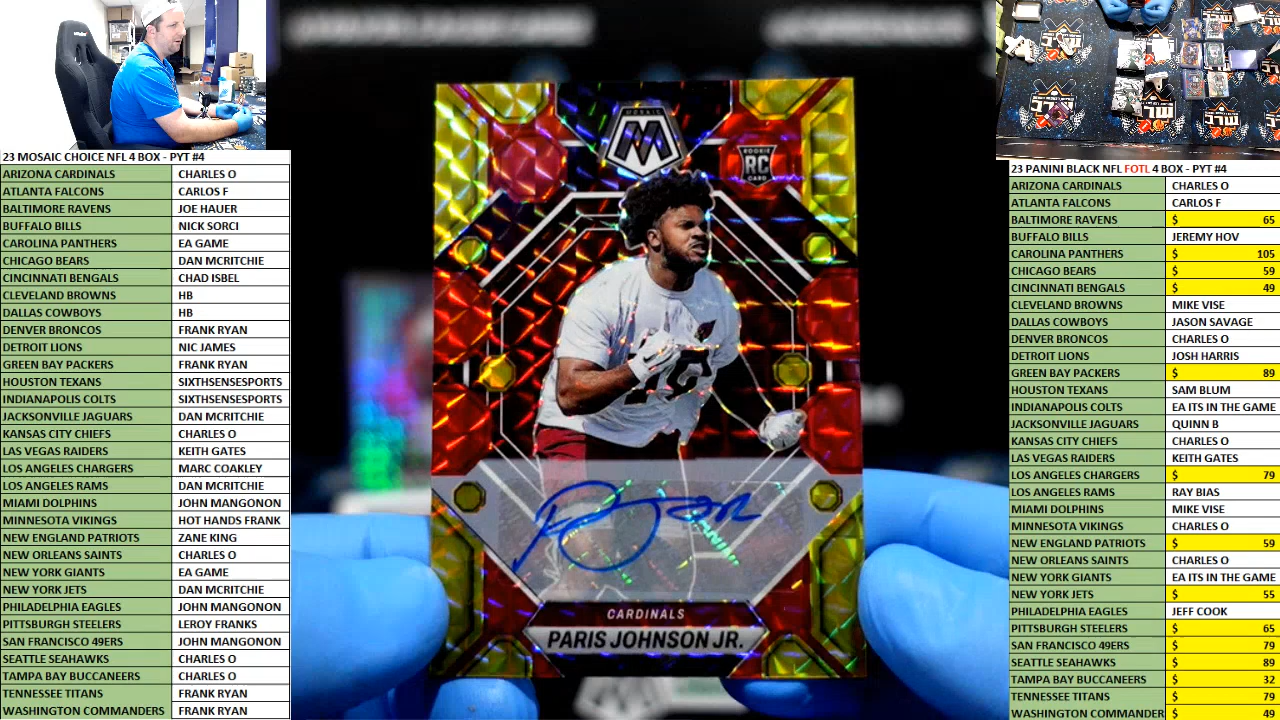 23 MOSAIC CHOICE NFL 4 BOX - PYT #4
ARIZONA CARDINALS CHARLES O
ATLANTA FALCONS CARLOS F
BALTIMORE RAVENS JOE HAUER
BUFFALO BILLS NICK SORCI
CAROLINA PANTHERS EA GAME
CHICAGO BEARS DAN MCRITCHIE
CINCINNATI BENGALS CHAD ISBEL
CLEVELAND BROWNS HB
DALLAS COWBOYS HB
DENVER BRONCOS FRANK RYAN
DETROIT LIONS NIC JAMES
GREEN BAY PACKERS FRANK RYAN
HOUSTON TEXANS SIXTHSENSESPORTS
INDIANAPOLIS COLTS SIXTHSENSESPORTS
JACKSONVILLE JAGUARS DAN MCRITCHIE
KANSAS CITY CHIEFS CHARLES O
LAS VEGAS RAIDERS KEITH GATES
LOS ANGELES CHARGERS MARC COAKLEY
LOS ANGELES RAMS DAN MCRITCHIE
MIAMI DOLPHINS JOHN MANGONON
MINNESOTA VIKINGS HOT HANDS FRANK
NEW ENGLAND PATRIOTS ZANE KING
NEW ORLEANS SAINTS CHARLES O
NEW YORK GIANTS EA GAME
NEW YORK JETS DAN MCRITCHIE
PHILADELPHIA EAGLES JOHN MANGONON
PITTSBURGH STEELERS LEROY FRANKS
SAN FRANCISCO 49ERS JOHN MANGONON
SEATTLE SEAHAWKS CHARLES O
TAMPA BAY BUCCANEERS CHARLES O
TENNESSEE TITANS FRANK RYAN
WASHINGTON COMMANDERS FRANK RYAN
MOSAIC
M
ROOKIE
RC
CARD
CARDINALS
PARIS JOHNSON JR.
23 PANINI BLACK NFL FOTL 4 BOX - PYT #4
ARIZONA CARDINALS CHARLES O
ATLANTA FALCONS CARLOS F
BALTIMORE RAVENS $ 65
BUFFALO BILLS JEREMY HOV
CAROLINA PANTHERS $ 105
CHICAGO BEARS $ 59
CINCINNATI BENGALS $ 49
CLEVELAND BROWNS MIKE VISE
DALLAS COWBOYS JASON SAVAGE
DENVER BRONCOS CHARLES O
DETROIT LIONS JOSH HARRIS
GREEN BAY PACKERS $ 89
HOUSTON TEXANS SAM BLUM
INDIANAPOLIS COLTS EA ITS IN THE GAME
JACKSONVILLE JAGUARS QUINN B
KANSAS CITY CHIEFS CHARLES O
LAS VEGAS RAIDERS KEITH GATES
LOS ANGELES CHARGERS $ 79
LOS ANGELES RAMS RAY BIAS
MIAMI DOLPHINS MIKE VISE
MINNESOTA VIKINGS CHARLES O
NEW ENGLAND PATRIOTS $ 59
NEW ORLEANS SAINTS CHARLES O
NEW YORK GIANTS EA ITS IN THE GAME
NEW YORK JETS $ 55
PHILADELPHIA EAGLES JEFF COOK
PITTSBURGH STEELERS $ 65
SAN FRANCISCO 49ERS $ 79
SEATTLE SEAHAWKS $ 89
TAMPA BAY BUCCANEERS $ 32
TENNESSEE TITANS $ 79
WASHINGTON COMMANDER $ 49